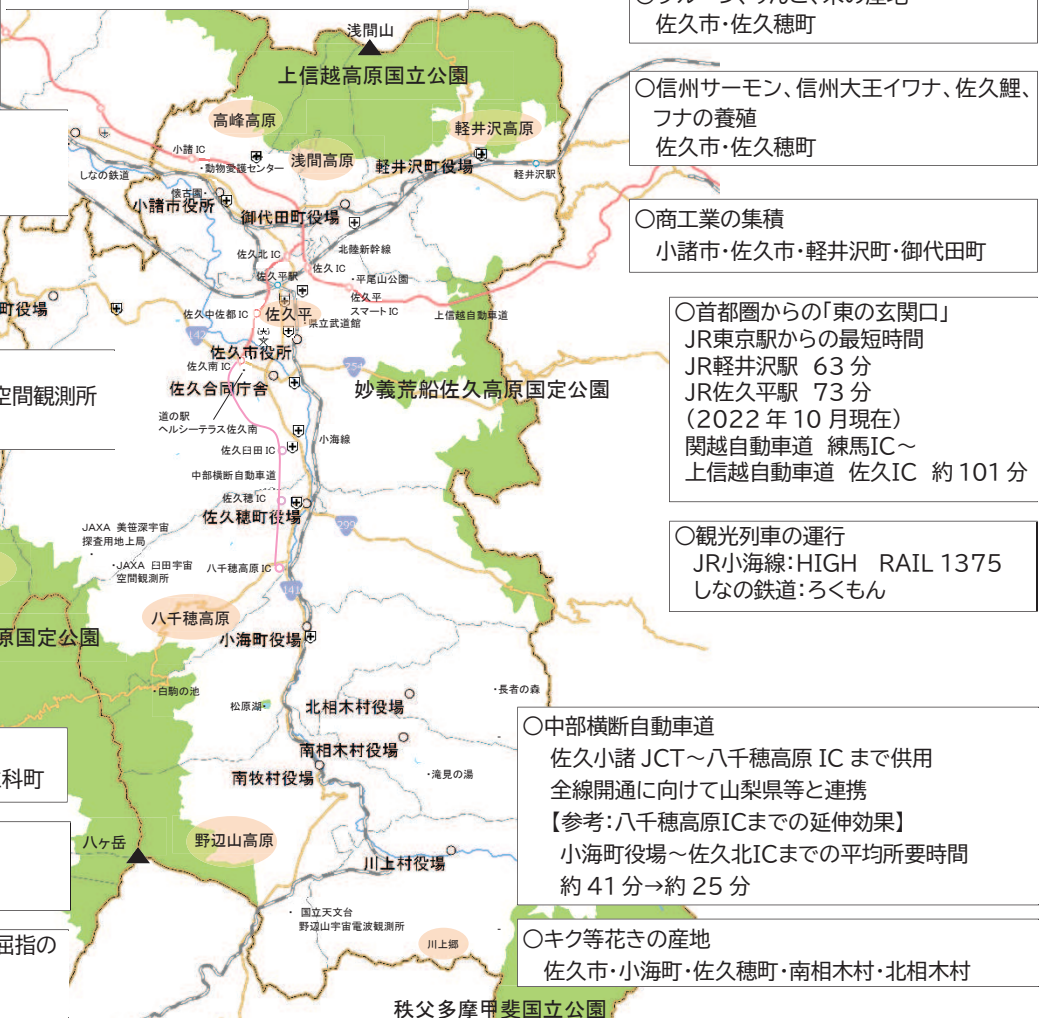 佐久市・佐久穂町
○信州サーモン、信州大王イワナ、佐久鯉、
フナの養殖
佐久市・佐久穂町
○商工業の集積
小諸市・佐久市・軽井沢町・御代田町
○首都圏からの「東の玄関口」
JR東京駅からの最短時間
JR軽井沢駅 63分
JR佐久平駅 73分
(2022年10月現在)
関越自動車道 練馬IC～
上信越自動車道 佐久IC 約101分
○観光列車の運行
JR小海線:HIGH RAIL 1375
しなの鉄道:ろくもん
○中部横断自動車道
佐久小諸JCT～八千穂高原ICまで供用
全線開通に向けて山梨県等と連携
【参考:八千穂高原ICまでの延伸効果】
小海町役場～佐久北ICまでの平均所要時間
約41分→約25分
○キク等花きの産地
佐久市・小海町・佐久穂町・南相木村・北相木村
浅間山
上信越高原国立公園
高峰高原
軽井沢高原
小諸IC
・動物愛護センター
浅間高原
軽井沢町役場
軽井沢駅
しなの鉄道
懐古園・
小諸市役所
御代田町役場
佐久北IC
北陸新幹線
佐久IC
佐久平駅
・平尾山公園
佐久平
スマートIC
町役場
佐久中佐都IC
佐久平
・県立武道館
上信越自動車道
142
佐久市役所
佐久南IC
254
佐久合同庁舎
妙義荒船佐久高原国定公園
空間観測所
道の駅
ヘルシーテラス佐久南
小海線
佐久臼田IC
中部横断自動車道
佐久穂IC
佐久穂町役場
299
JAXA 美笹深宇宙
探査用地上局
・JAXA 臼田宇宙
空間観測所
八千穂高原IC
141
八千穂高原
小海町役場
原国定公園
・白駒の池
松原湖・
・長者の森
北相木村役場
南相木村役場
南牧村役場
・滝見の湯
科町
八ヶ岳
野辺山高原
川上村役場
・国立天文台
野辺山宇宙電波観測所
川上郷
屈指の
秩父多摩甲斐国立公園